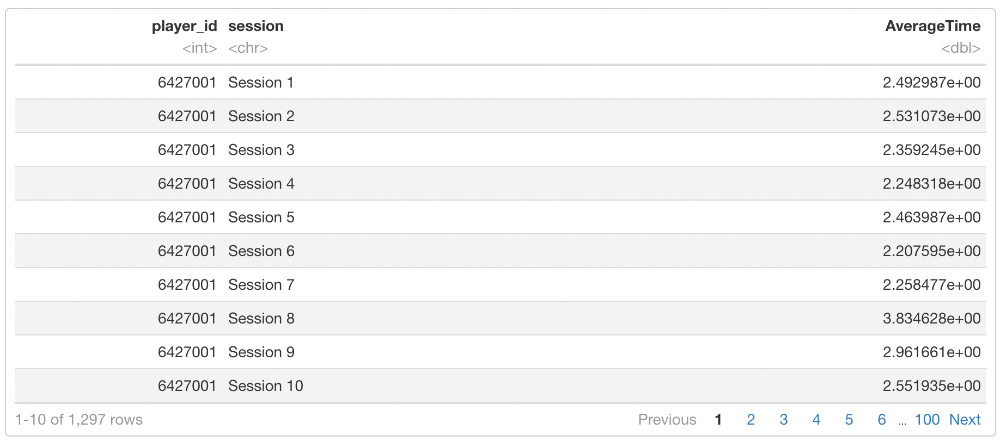 player_id session AverageTime
<int> <chr> <dbl>
6427001 Session 1 2.492987e+00
6427001 Session 2 2.531073e+00
6427001 Session 3 2.359245e+00
6427001 Session 4 2.248318e+00
6427001 Session 5 2.463987e+00
6427001 Session 6 2.207595e+00
6427001 Session 7 2.258477e+00
6427001 Session 8 3.834628e+00
6427001 Session 9 2.961661e+00
6427001 Session 10 2.551935e+00
1-10 of 1,297 rows Previous 1 2 3 4 5 6 ... 100 Next